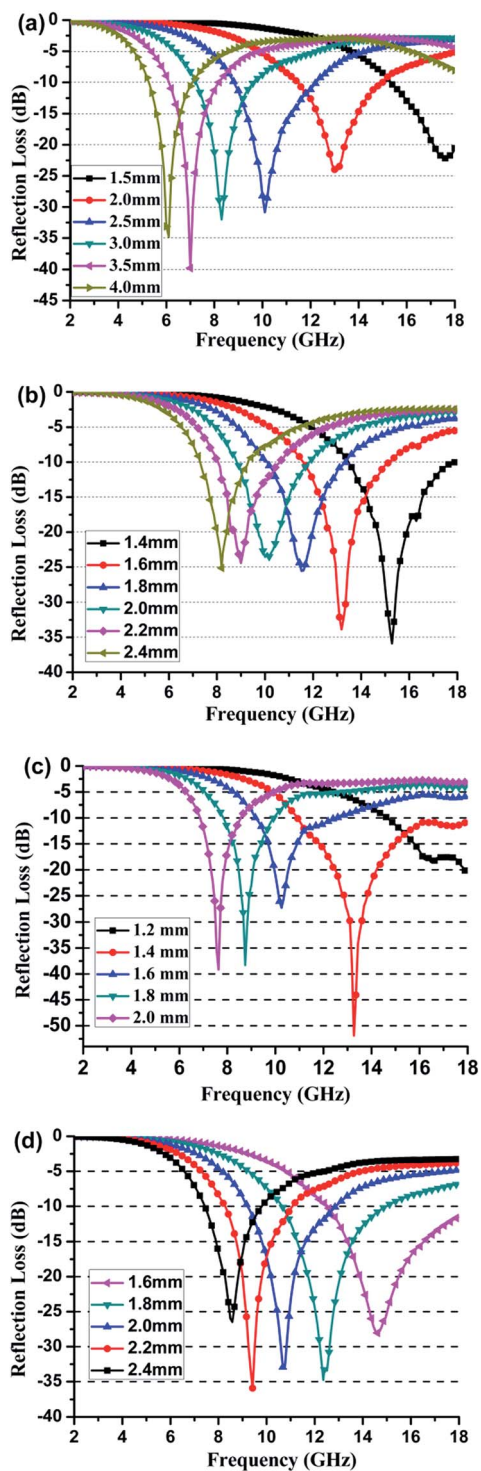 (a)
0
-5
-10
-15
-20
-25
-30
-35
-40
-45
Reflection Loss (dB)
1.5mm
2.0mm
2.5mm
3.0mm
3.5mm
4.0mm
2 4 6 8 10 12 14 16 18
Frequency (GHz)
(b)
0
-5
-10
-15
-20
-25
-30
-35
-40
Reflection Loss (dB)
1.4mm
1.6mm
1.8mm
2.0mm
2.2mm
2.4mm
2 4 6 8 10 12 14 16 18
Frequency (GHz)
(c)
0
-5
-10
-15
-20
-25
-30
-35
-40
-45
-50
Reflection Loss (dB)
1.2 mm
1.4 mm
1.6 mm
1.8 mm
2.0 mm
2 4 6 8 10 12 14 16 18
Frequency (GHz)
(d)
0
-5
-10
-15
-20
-25
-30
-35
-40
Reflection Loss (dB)
1.6mm
1.8mm
2.0mm
2.2mm
2.4mm
2 4 6 8 10 12 14 16 18
Frequency (GHz)